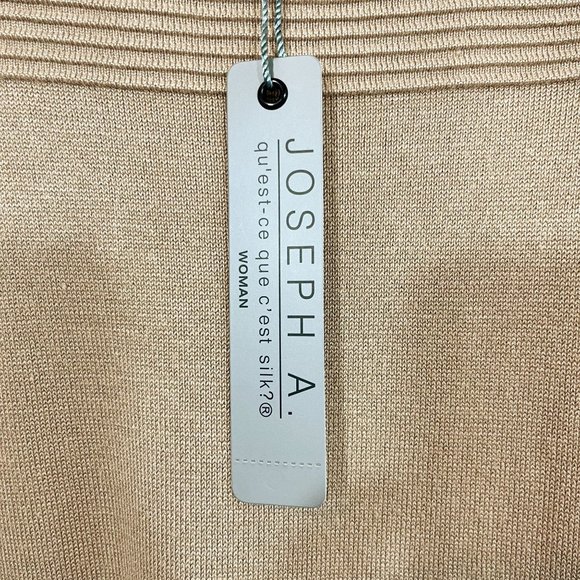 JOSEPH A.
qu'est-ce que c'est silk?®
WOMAN